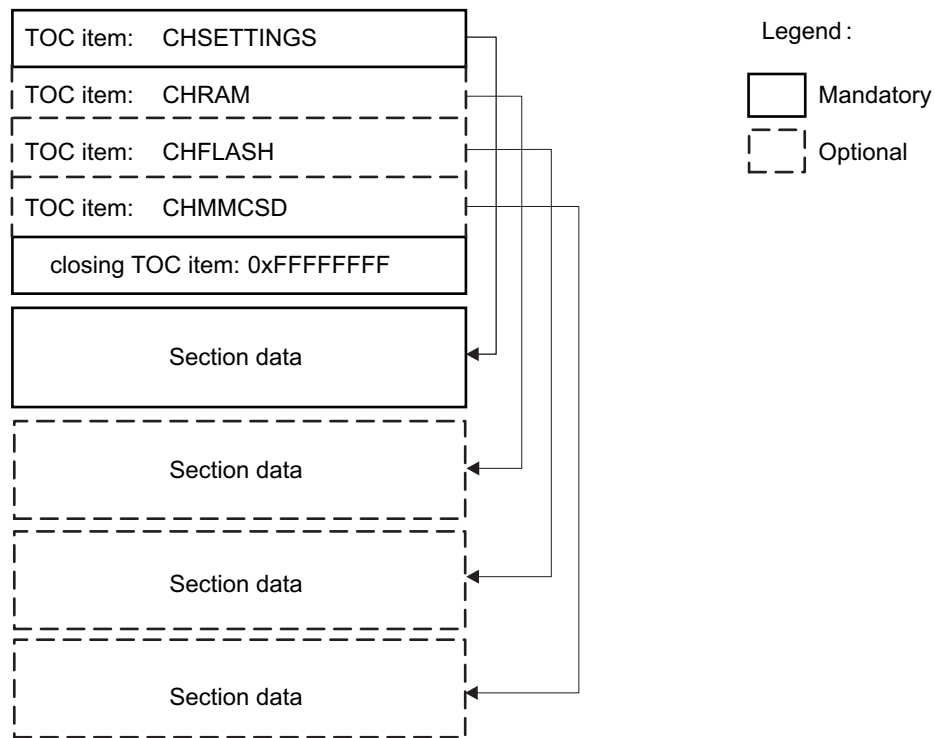 TOC item: CHSETTINGS
TOC item: CHRAM
TOC item: CHFLASH
TOC item: CHMMCSD
closing TOC item: 0xFFFFFFFF
Section data
Section data
Section data
Section data
Legend :
Mandatory
Optional